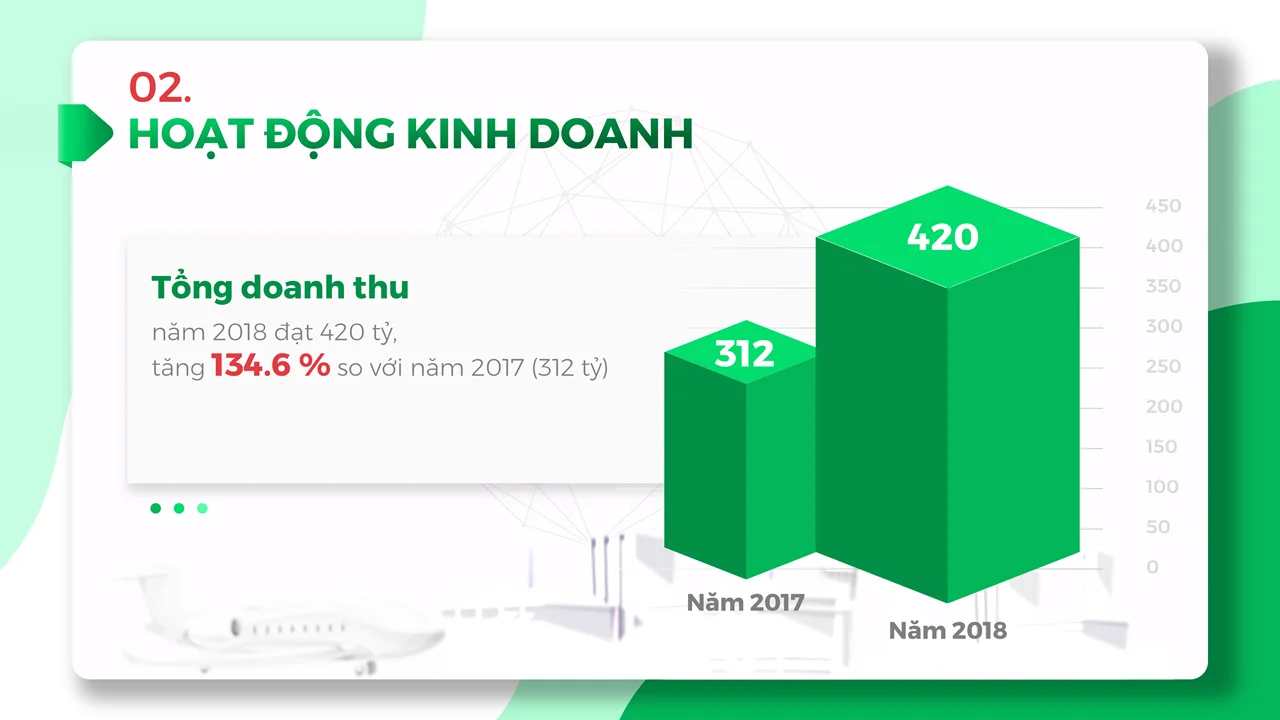 02.
HOẠT ĐỘNG KINH DOANH
Tổng doanh thu
năm 2018 đạt 420 tỷ,
tăng 134.6 % so với năm 2017 (312 tỷ)
312
420
Năm 2017
Năm 2018
450
400
350
300
250
200
150
100
50
0